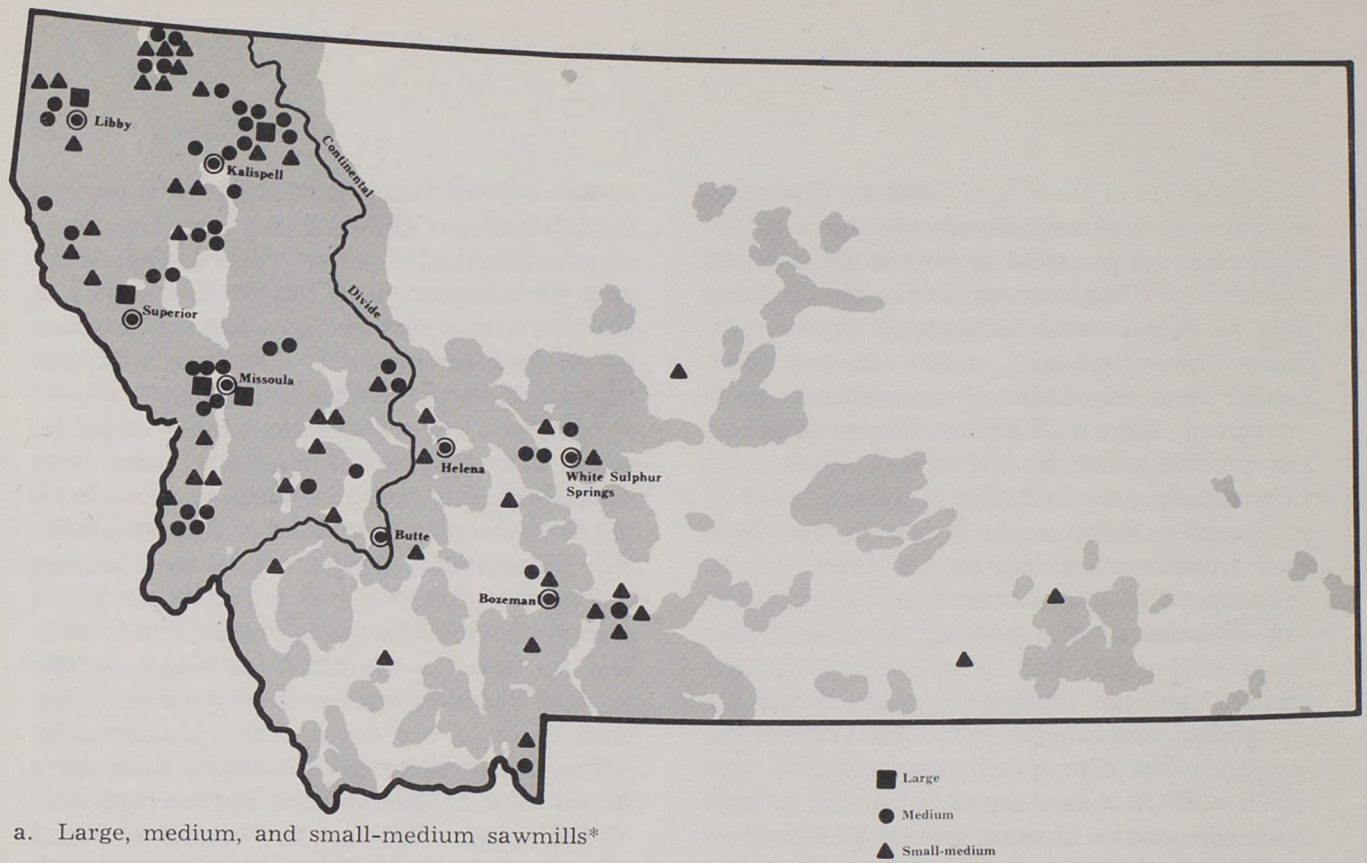 Libby
Continental
Kalispell
Divide
Superior
Missoula
Helena
White Sulphur
Springs
Butte
Bozeman
Large
Medium
Small-medium
a. Large, medium, and small-medium sawmills*